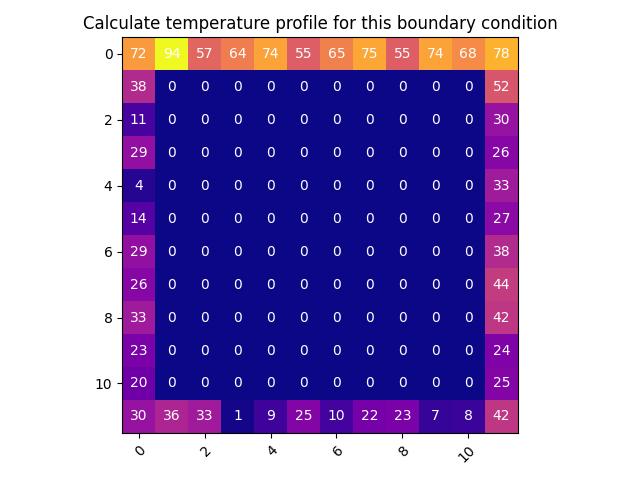 Calculate temperature profile for this boundary condition
0 72 94 57 64 74 55 65 75 55 74 68 78
38 0 0 0 0 0 0 0 0 0 0 52
2 11 0 0 0 0 0 0 0 0 0 0 30
29 0 0 0 0 0 0 0 0 0 0 26
4 4 0 0 0 0 0 0 0 0 0 0 33
14 0 0 0 0 0 0 0 0 0 0 27
6 29 0 0 0 0 0 0 0 0 0 0 38
26 0 0 0 0 0 0 0 0 0 0 44
8 33 0 0 0 0 0 0 0 0 0 0 42
23 0 0 0 0 0 0 0 0 0 0 24
10 20 0 0 0 0 0 0 0 0 0 0 25
30 36 33 1 9 25 10 22 23 7 8 42
0 2 4 6 8 10